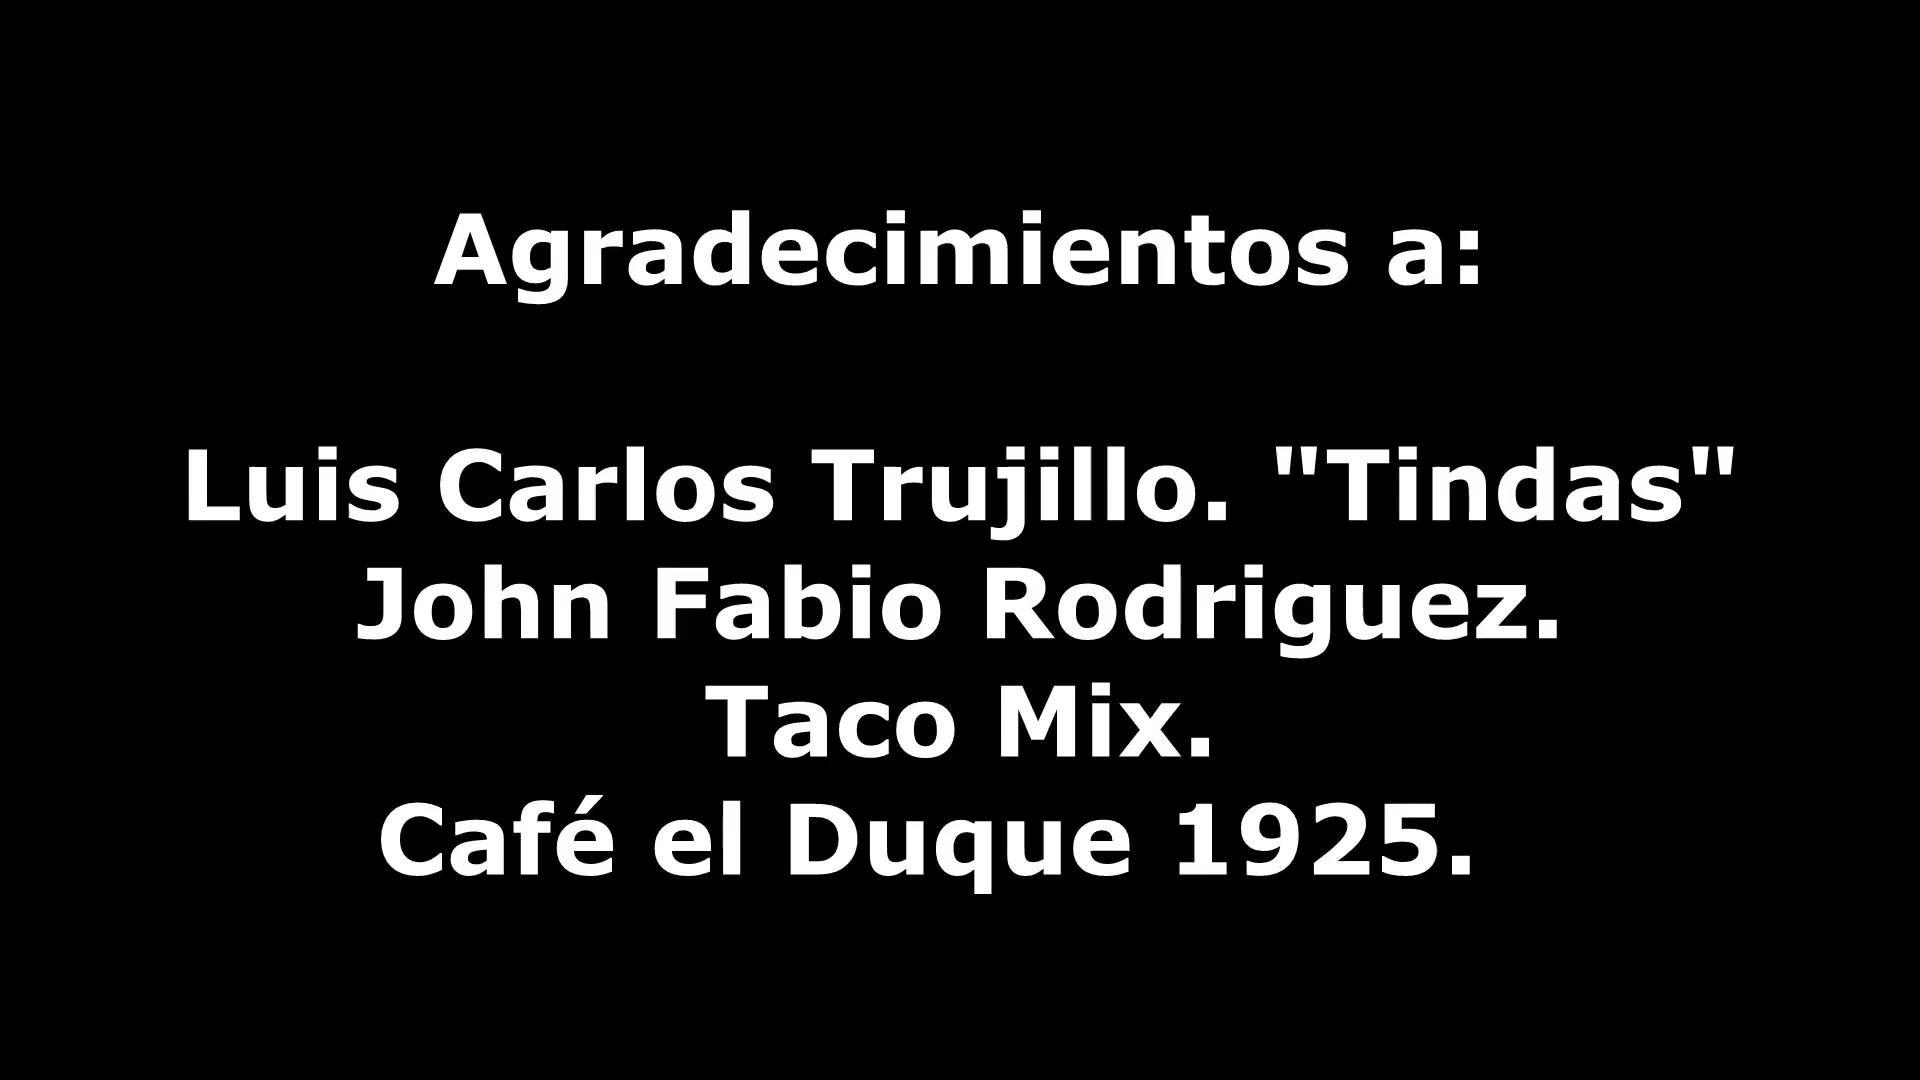 Agradecimientos a:
Luis Carlos Trujillo. "Tindas"
John Fabio Rodriguez.
Taco Mix.
Café el Duque 1925.